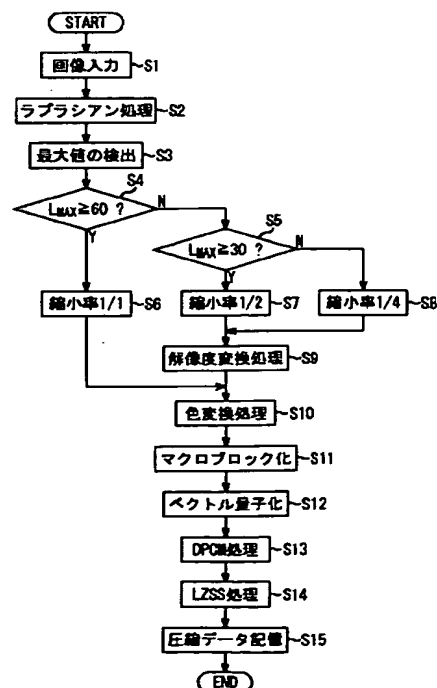 START
画像入力 S1
ラプラシアン処理 S2
最大値の検出 S3
S4
LMAX≧60 ? N
Y
S5
LMAX≧30 ? N
Y
縮小率1/1 S6
縮小率1/2 S7
縮小率1/4 S8
解像度変換処理 S9
色変換処理 S10
マクロブロック化 S11
ベクトル量子化 S12
DPCM処理 S13
LZSS処理 S14
圧縮データ記憶 S15
END